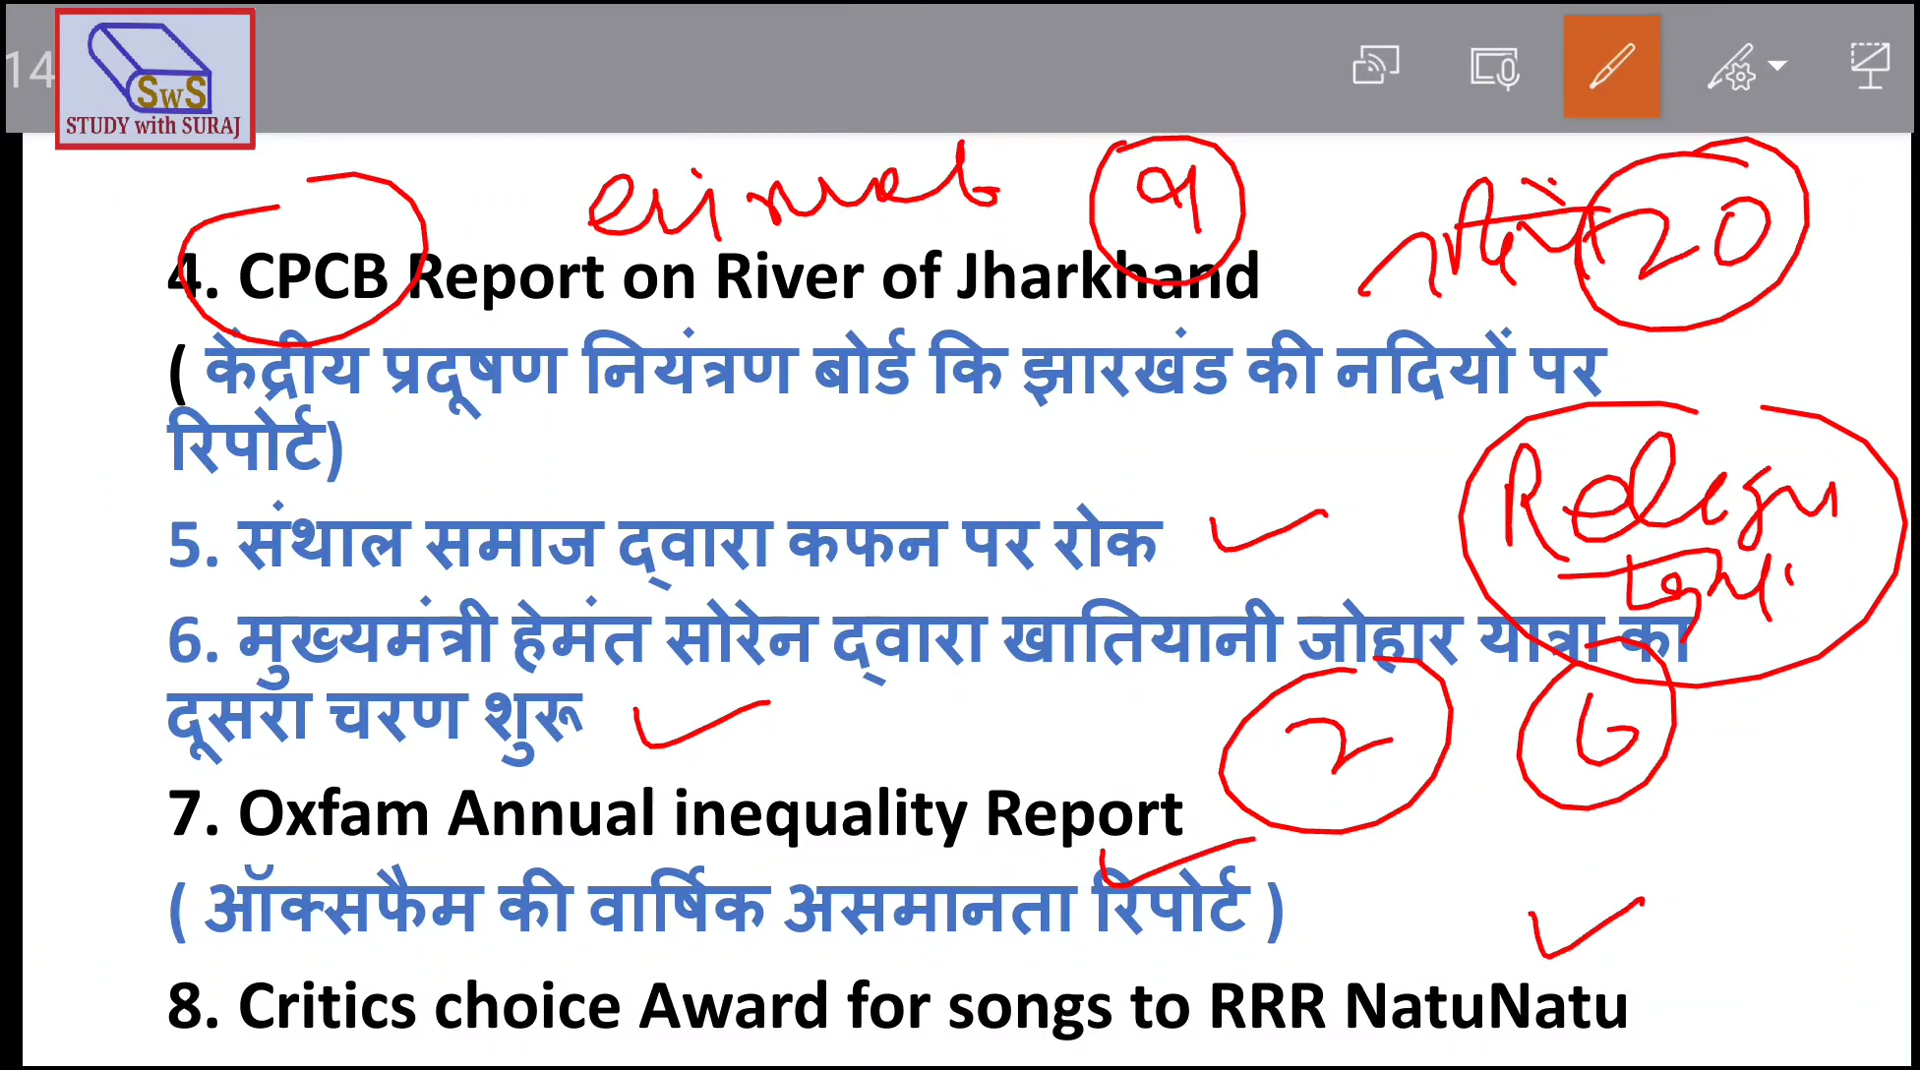 14
SwS
STUDY with SURAJ
9
20
4. CPCB Report on River of Jharkhand
( केंद्रीय प्रदूषण नियंत्रण बोर्ड कि झारखंड की नदियों पर
रिपोर्ट)
5. संथाल समाज द्वारा कफन पर रोक
6. मुख्यमंत्री हेमंत सोरेन द्वारा खातियानी जोहार यात्रा का
दूसरा चरण शुरू
2
6
7. Oxfam Annual inequality Report
( ऑक्सफैम की वार्षिक असमानता रिपोर्ट )
8. Critics choice Award for songs to RRR NatuNatu